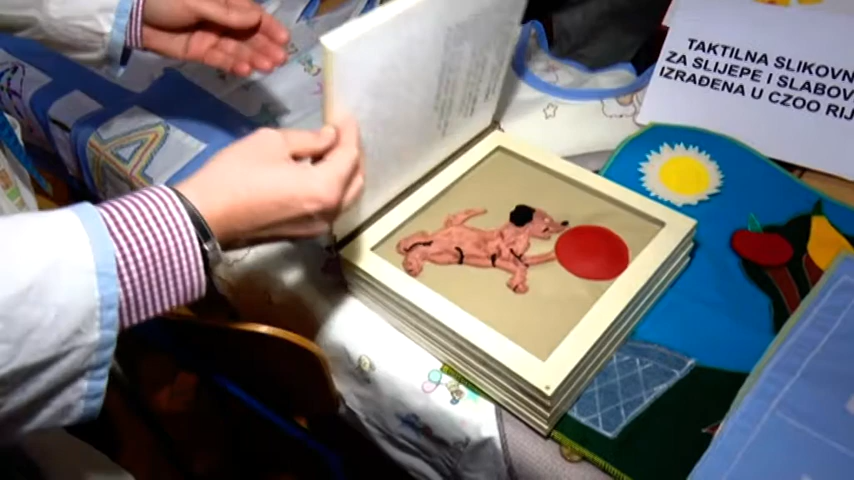 TAKTILNA SLIKOVN
ZA SLIJEPE I SLABOV
IZRAĐENA U CZOO RIJ